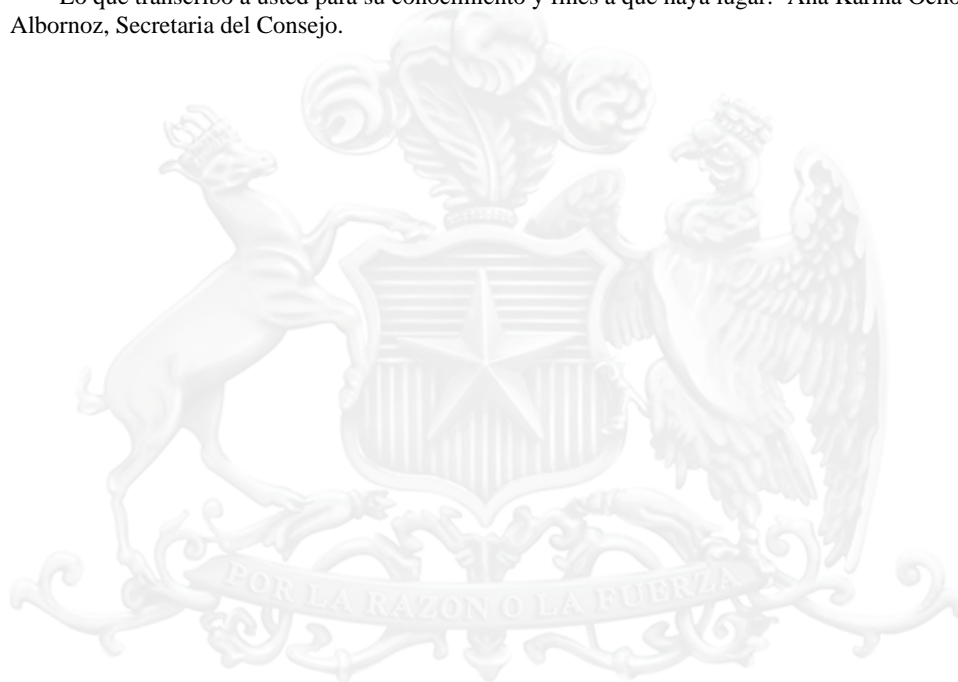 Lo que transcribo a usted para su conocimiento y fines a que haya lugar.- Ana Karina
Albornoz, Secretaria del Consejo.
POR LA RAZON O LA FUERZA